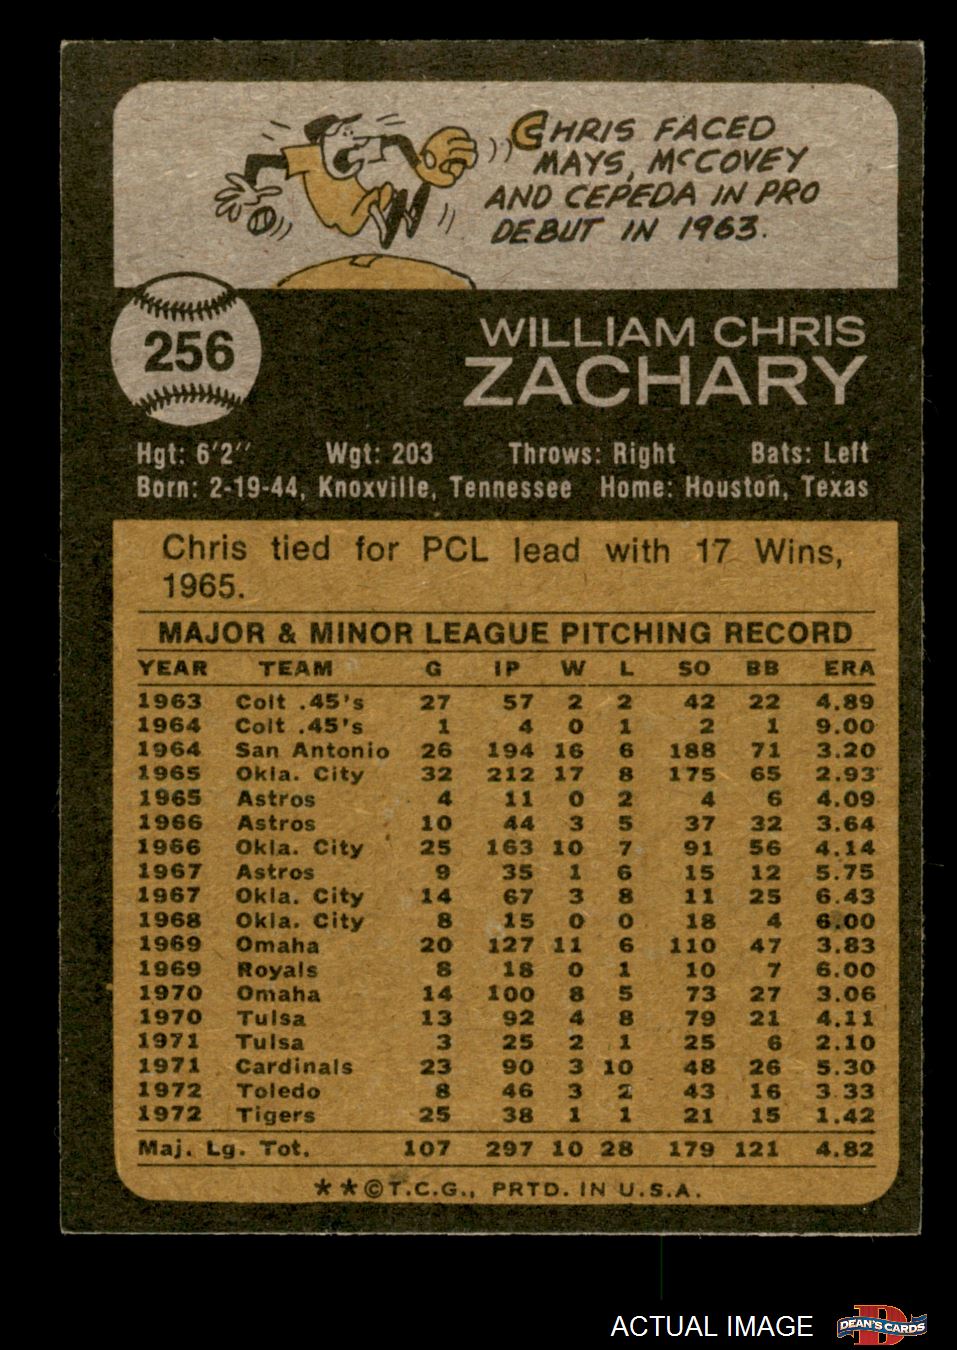 CHRIS FACED
MAYS, McCOVEY
AND CEPEDA IN PRO
DEBUT IN 1963.
256
WILLIAM CHRIS
ZACHARY
Hgt: 6'2'' Wgt: 203 Throws: Right Bats: Left
Born: 2-19-44, Knoxville, Tennessee Home: Houston, Texas
Chris tied for PCL lead with 17 Wins,
1965.
MAJOR & MINOR LEAGUE PITCHING RECORD
YEAR TEAM G IP W L SO BB ERA
1963 Colt .45's 27 57 2 2 42 22 4.89
1964 Colt .45's 1 4 0 1 2 1 9.00
1964 San Antonio 26 194 16 6 188 71 3.20
1965 Okla. City 32 212 17 8 175 65 2.93
1965 Astros 4 11 0 2 4 6 4.09
1966 Astros 10 44 3 5 37 32 3.64
1966 Okla. City 25 163 10 7 91 56 4.14
1967 Astros 9 35 1 6 15 12 5.75
1967 Okla. City 14 67 3 8 11 25 6.43
1968 Okla. City 8 15 0 0 18 4 6.00
1969 Omaha 20 127 11 6 110 47 3.83
1969 Royals 8 18 0 1 10 7 6.00
1970 Omaha 14 100 8 5 73 27 3.06
1970 Tulsa 13 92 4 8 79 21 4.11
1971 Tulsa 3 25 2 1 25 6 2.10
1971 Cardinals 23 90 3 10 48 26 5.30
1972 Toledo 8 46 3 2 43 16 3.33
1972 Tigers 25 38 1 1 21 15 1.42
Maj. Lg. Tot. 107 297 10 28 179 121 4.82
★★©T.C.G., PRTD. IN U.S.A.
ACTUAL IMAGE
DEAN'S CARDS